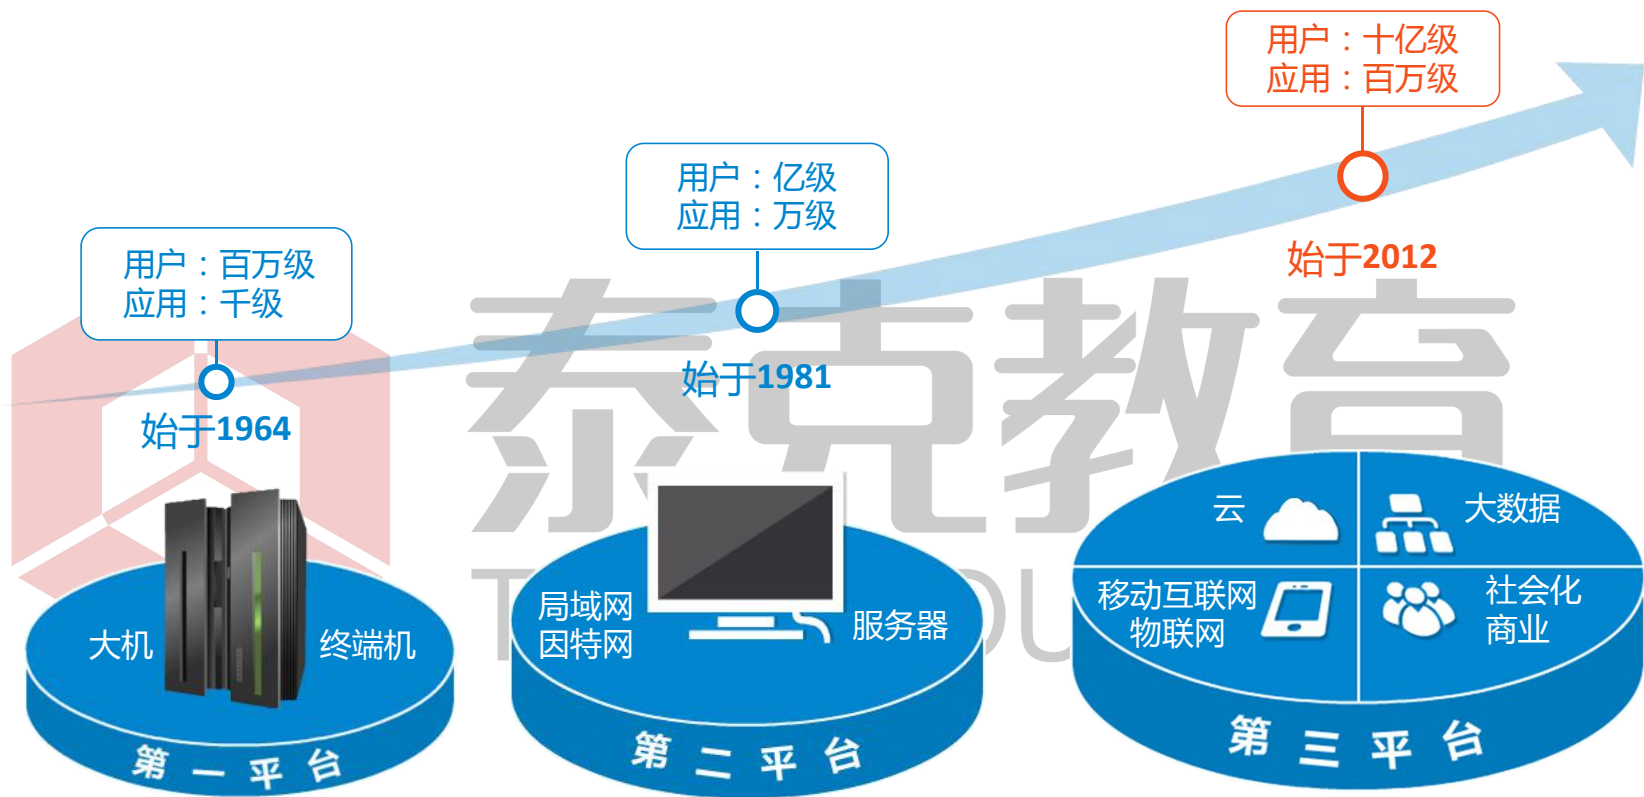 用户：十亿级
应用：百万级
用户：亿级
应用：万级
用户：百万级
应用：千级
始于2012
始于1981
始于1964
泰克教育
云
大数据
移动互联网
物联网
社会化
商业
局域网
因特网
服务器
大机
终端机
第一平台
第二平台
第三平台